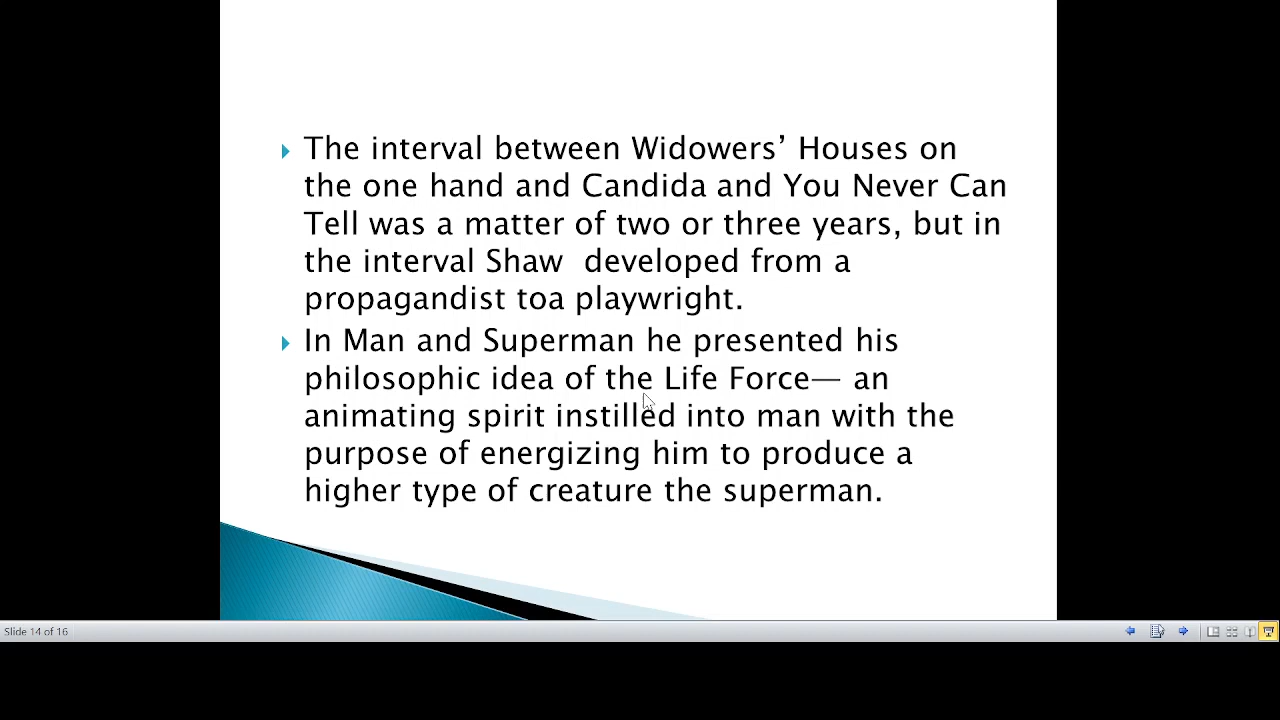 The interval between Widowers’ Houses on
the one hand and Candida and You Never Can
Tell was a matter of two or three years, but in
the interval Shaw  developed from a
propagandist toa playwright.
In Man and Superman he presented his
philosophic idea of the Life Force— an
animating spirit instilled into man with the
purpose of energizing him to produce a
higher type of creature the superman.
Slide 14 of 16